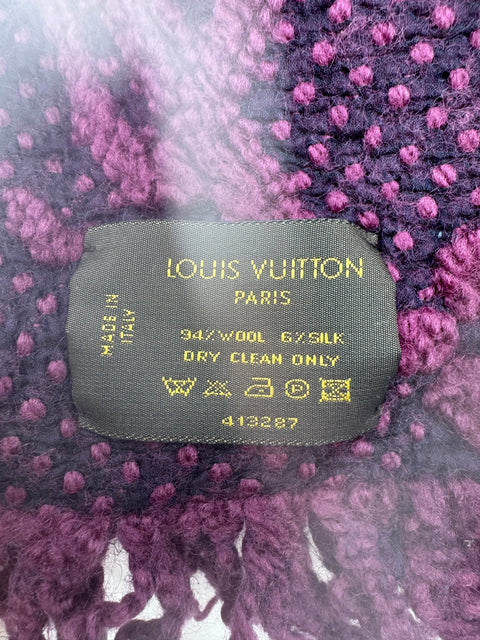 LOUIS VUITTON
PARIS
94% WOOL 6% SILK
DRY CLEAN ONLY
413287
MADE IN
ITALY